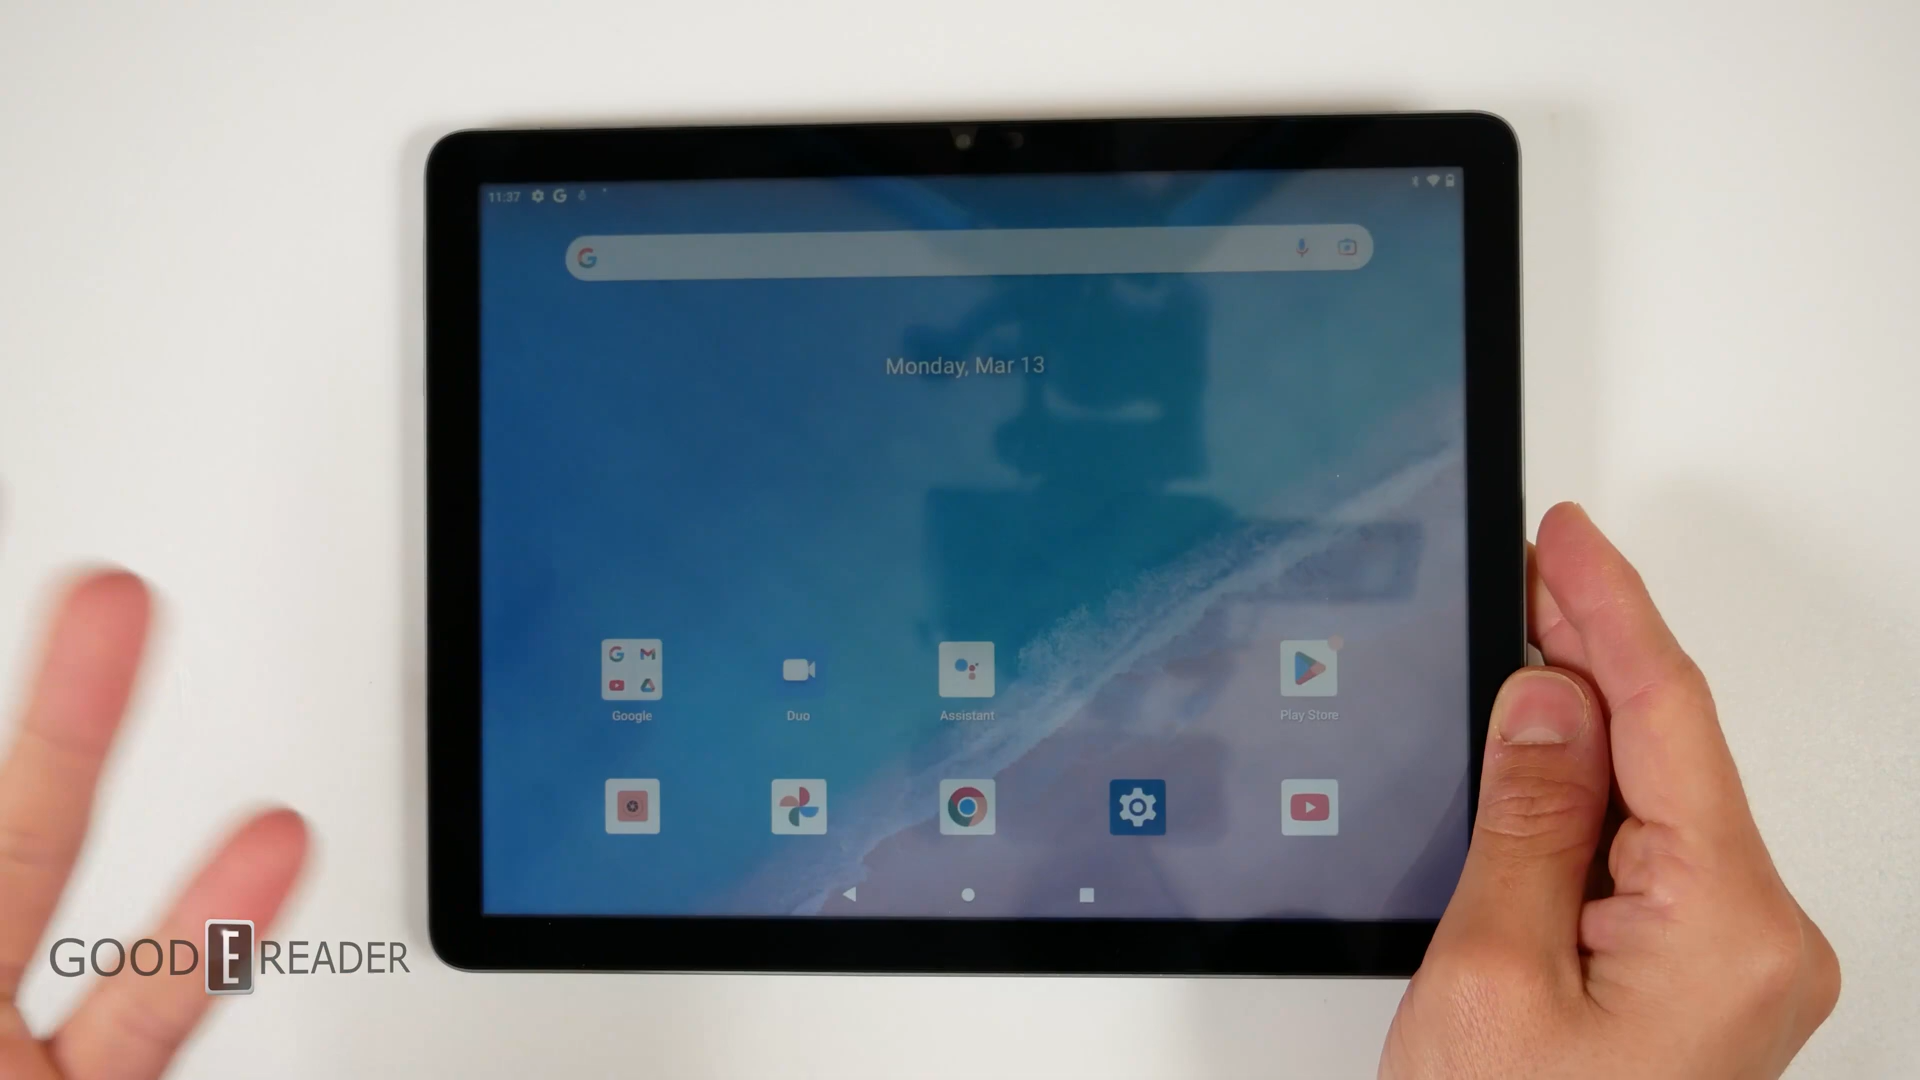 11:37
Monday, Mar 13
Google
Duo
Assistant
Play Store
GOOD E READER